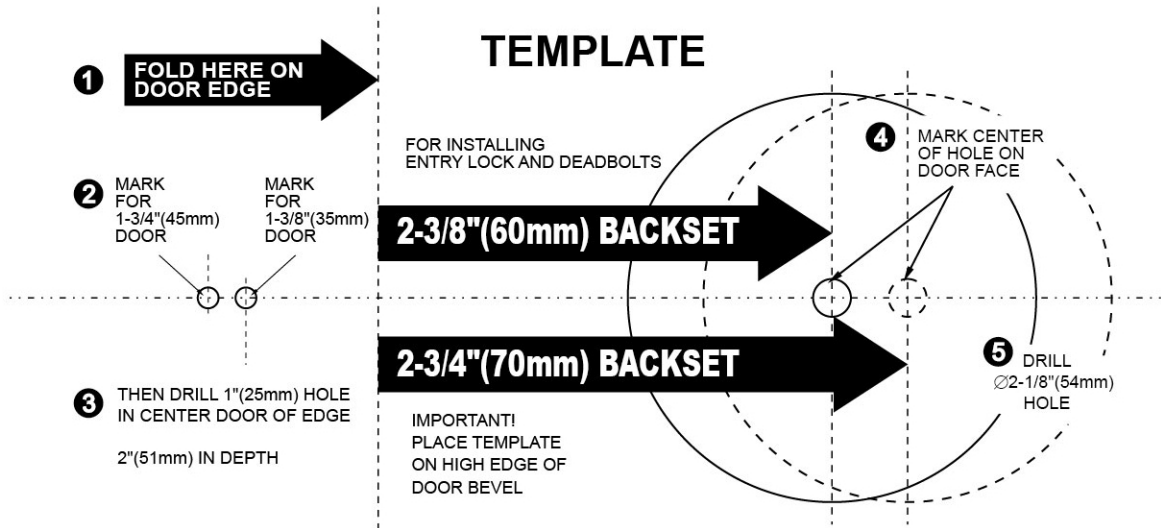 TEMPLATE
1
FOLD HERE ON
DOOR EDGE
FOR INSTALLING
ENTRY LOCK AND DEADBOLTS
4
MARK CENTER
OF HOLE ON
DOOR FACE
2
MARK
FOR
1-3/4"(45mm)
DOOR
MARK
FOR
1-3/8"(35mm)
DOOR
2-3/8"(60mm) BACKSET
2-3/4"(70mm) BACKSET
5
DRILL
∅2-1/8"(54mm)
HOLE
3
THEN DRILL 1"(25mm) HOLE
IN CENTER DOOR OF EDGE
2"(51mm) IN DEPTH
IMPORTANT!
PLACE TEMPLATE
ON HIGH EDGE OF
DOOR BEVEL